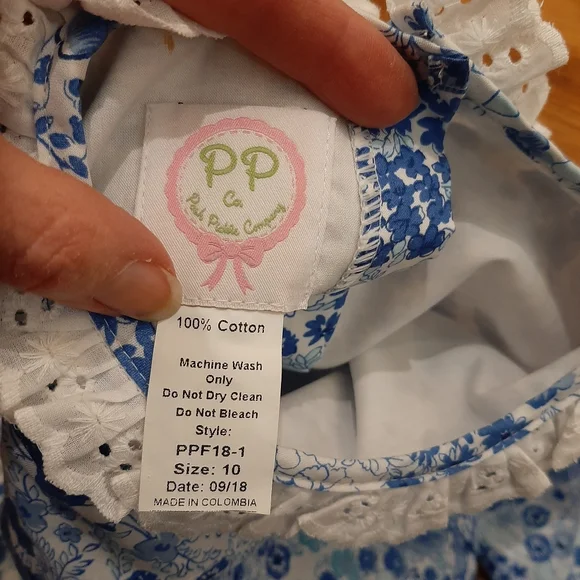 PP
Co.
Pink Pickle Company
100% Cotton
Machine Wash
Only
Do Not Dry Clean
Do Not Bleach
Style:
PPF18-1
Size: 10
Date: 09/18
MADE IN COLOMBIA